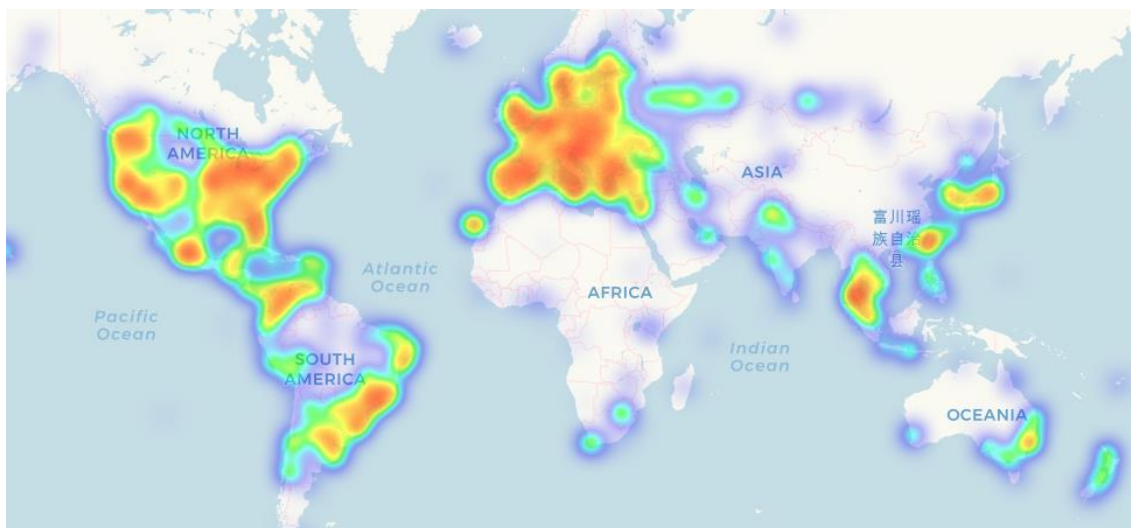 NORTH
AMERICA
ASIA
富川瑶
族自治
县
Atlantic
Ocean
AFRICA
Pacific
Ocean
Indian
Ocean
SOUTH
AMERICA
OCEANIA